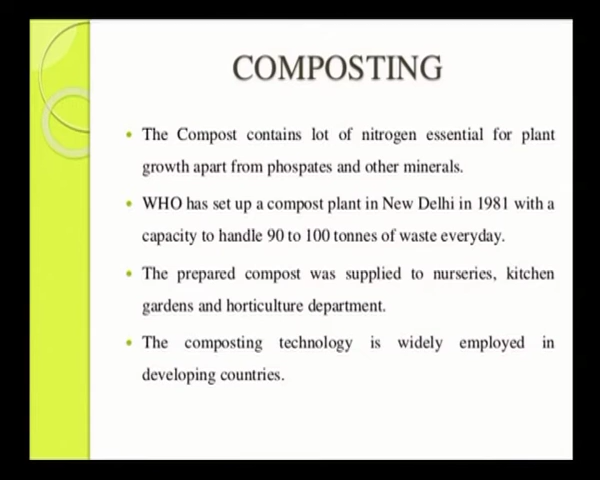 COMPOSTING
• The Compost contains lot of nitrogen essential for plant
growth apart from phospates and other minerals.
• WHO has set up a compost plant in New Delhi in 1981 with a
capacity to handle 90 to 100 tonnes of waste everyday.
• The prepared compost was supplied to nurseries, kitchen
gardens and horticulture department.
• The composting technology is widely employed in
developing countries.